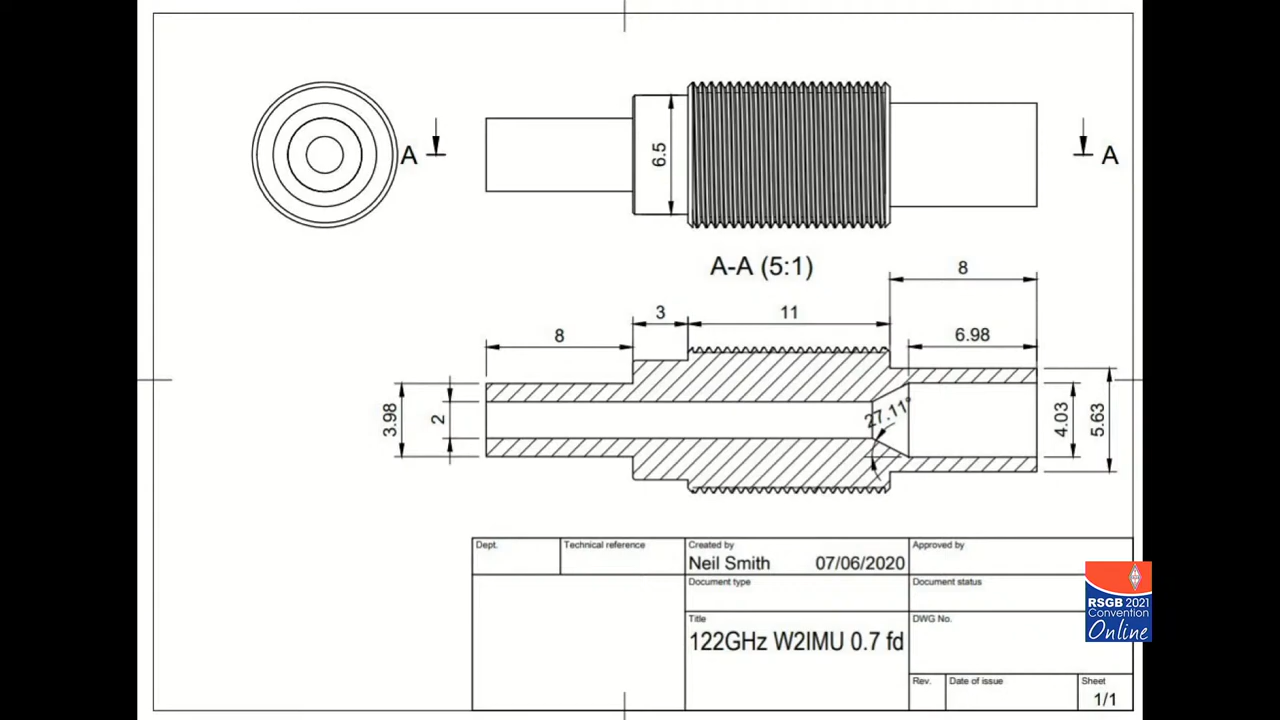 A
A
6.5
A-A (5:1)
8
3
11
8
6.98
3.98
2
27.11°
4.03
5.63
Dept.
Technical reference
Created by
Approved by
Neil Smith
07/06/2020
Document type
Document status
Title
DWG No.
122GHz W2IMU 0.7 fd
Rev.
Date of issue
Sheet
1/1
RSGB 2021
Convention
Online